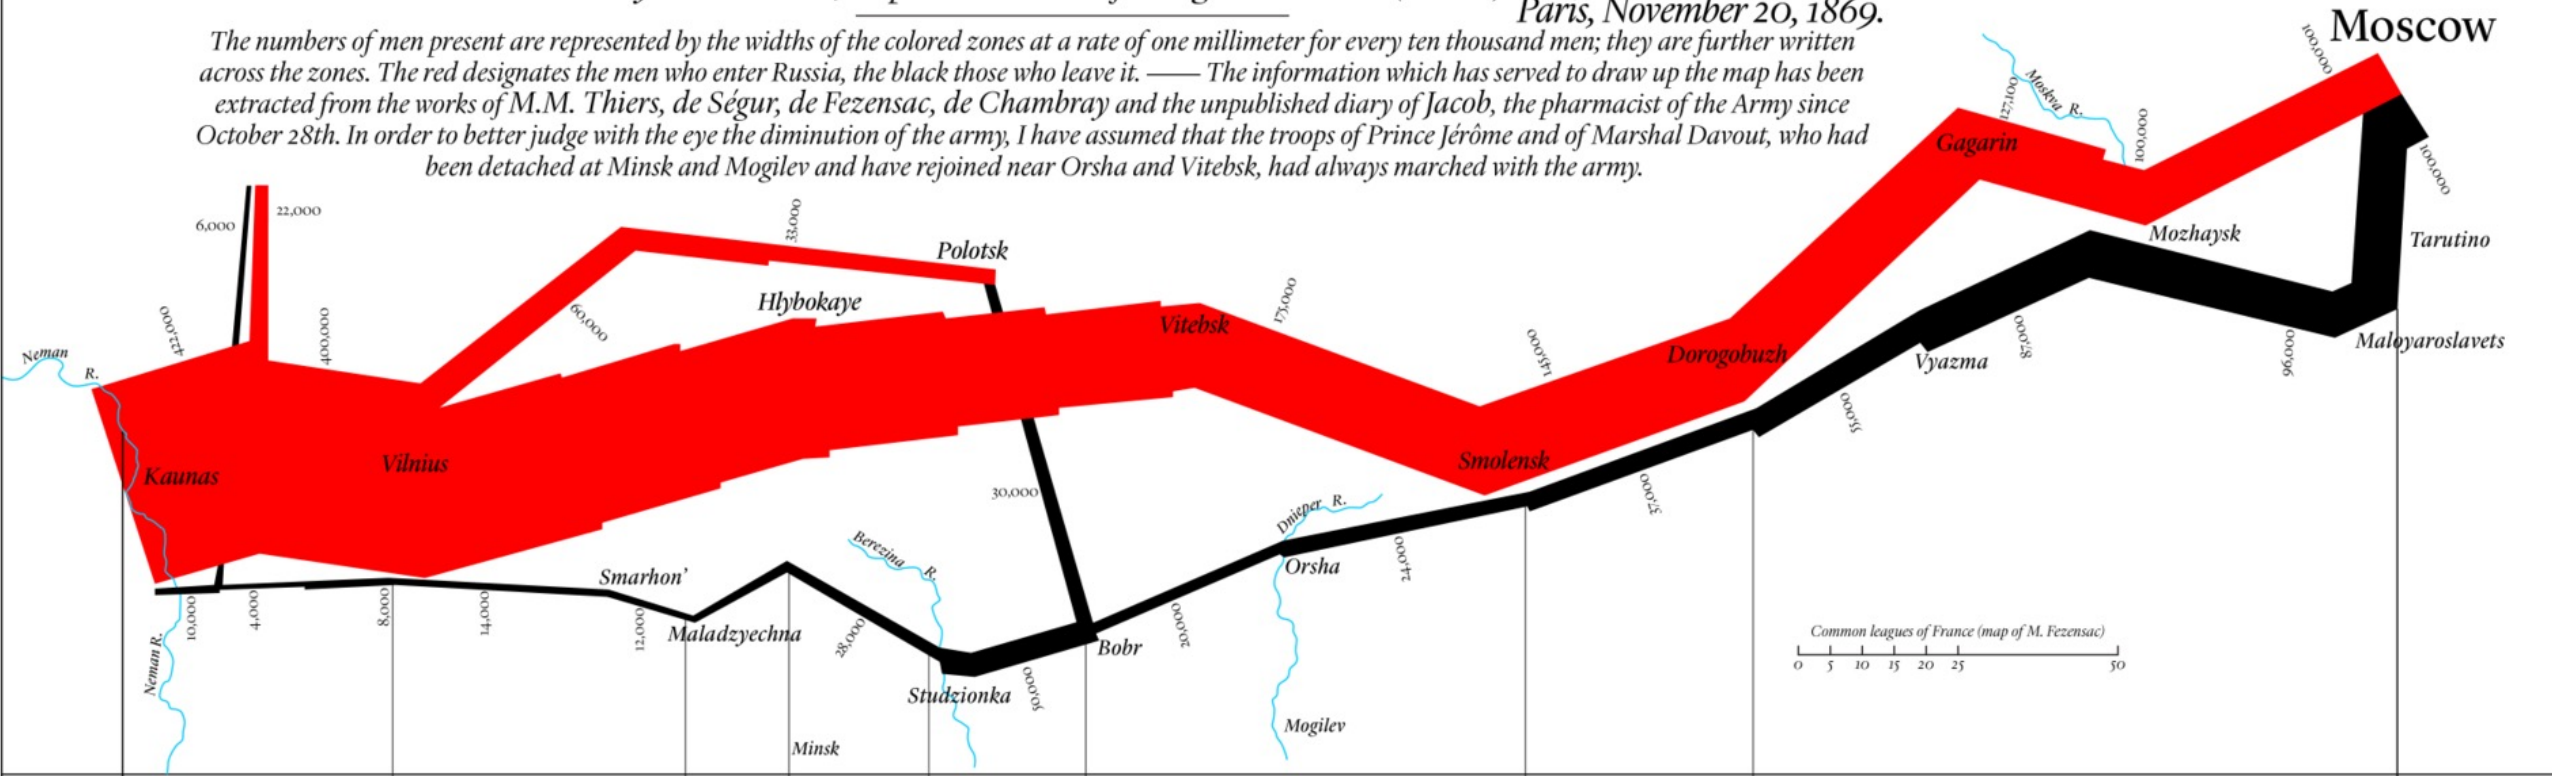 Paris, November 20, 1869.
Moscow
The numbers of men present are represented by the widths of the colored zones at a rate of one millimeter for every ten thousand men; they are further written
across the zones. The red designates the men who enter Russia, the black those who leave it. —— The information which has served to draw up the map has been
extracted from the works of M.M. Thiers, de Ségur, de Fezensac, de Chambray and the unpublished diary of Jacob, the pharmacist of the Army since
October 28th. In order to better judge with the eye the diminution of the army, I have assumed that the troops of Prince Jérôme and of Marshal Davout, who had
been detached at Minsk and Mogilev and have rejoined near Orsha and Vitebsk, had always marched with the army.
100,000
Moskva R.
127,100
100,000
Gagarin
100,000
6,000
22,000
33,000
Polotsk
Mozhaysk
Tarutino
Hlybokaye
60,000
422,000
400,000
175,000
Vitebsk
145,000
Dorogobuzh
Vyazma
87,000
96,000
Maloyaroslavets
Neman
R.
55,000
Kaunas
Vilnius
Smolensk
30,000
37,000
Dnieper R.
Berezina R.
24,000
Orsha
Smarhon’
10,000
4,000
8,000
14,000
12,000
Maladzyechna
28,000
20,000
Bobr
Neman R.
Studzionka
50,000
Common leagues of France (map of M. Fezensac)
0 5 10 15 20 25 50
Mogilev
Minsk